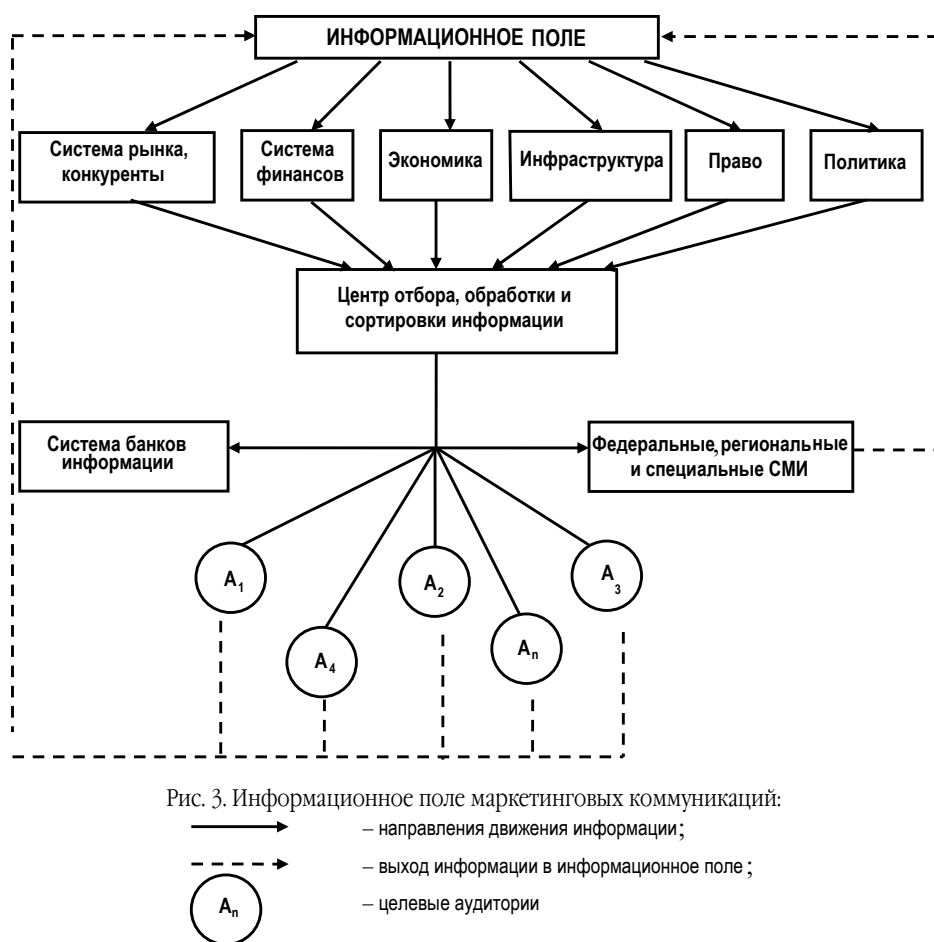 ИНФОРМАЦИОННОЕ ПОЛЕ
Система рынка,
конкуренты
Система
финансов
Экономика
Инфраструктура
Право
Политика
Центр отбора, обработки и
сортировки информации
Система банков
информации
Федеральные, региональные
и специальные СМИ
A1
A2
A3
A4
An
Рис. 3. Информационное поле маркетинговых коммуникаций:
– направления движения информации;
– выход информации в информационное поле;
An – целевые аудитории